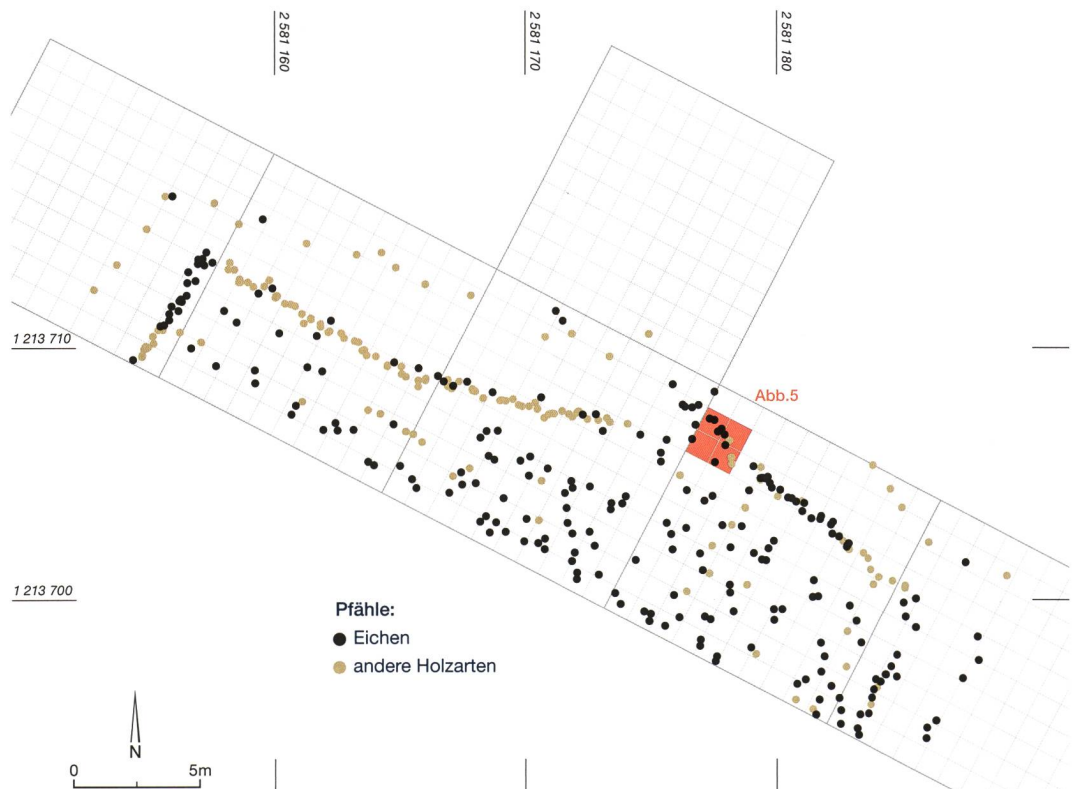 2 581 160
2 581 170
2 581 180
Abb.5
1 213 710
1 213 700
Pfähle:
Eichen
andere Holzarten
N
0 5m